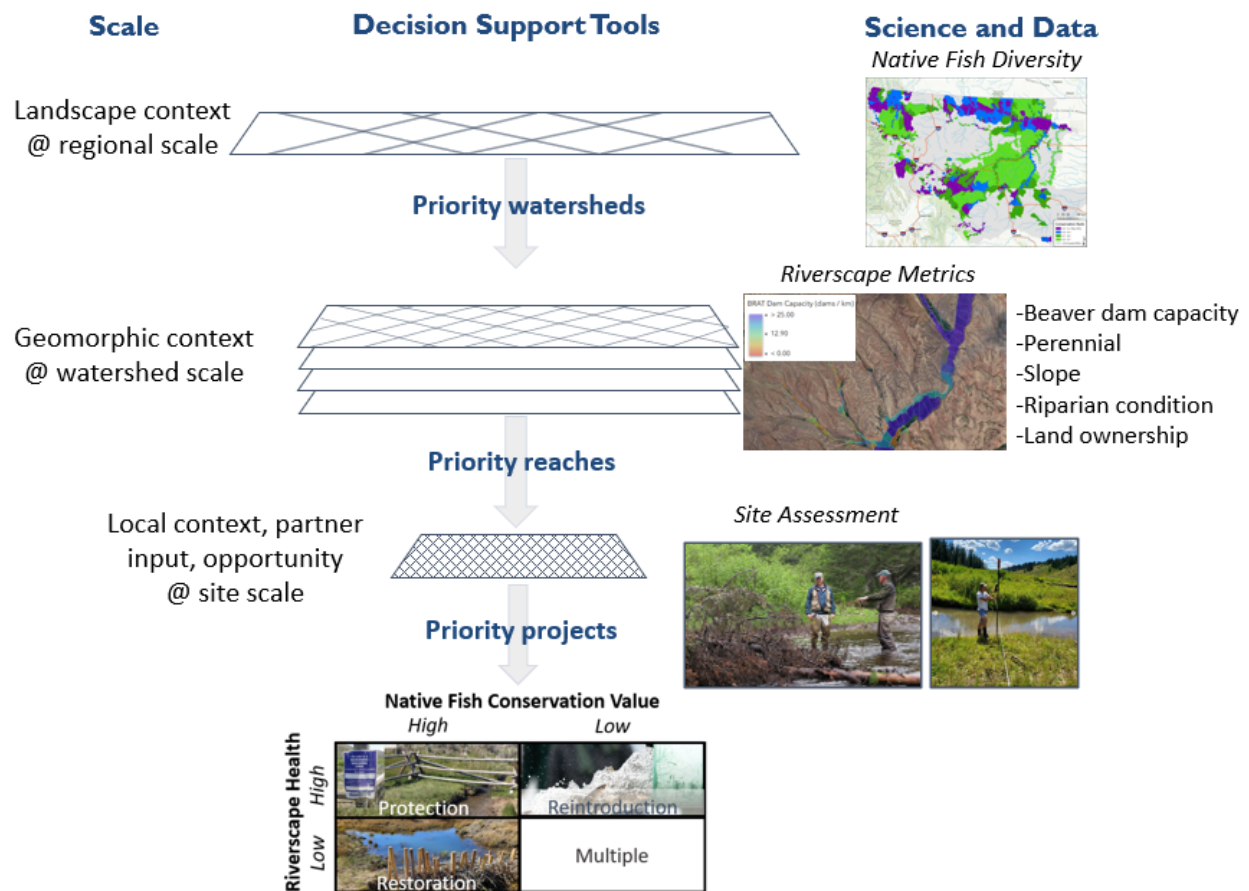 Scale
Decision Support Tools
Science and Data
Native Fish Diversity
Landscape context
@ regional scale
Priority watersheds
Riverscape Metrics
BRAT Dam Capacity (dams / km)
> 25.00
12.90
< 0.00
-Beaver dam capacity
-Perennial
-Slope
-Riparian condition
-Land ownership
Geomorphic context
@ watershed scale
Priority reaches
Site Assessment
Local context, partner
input, opportunity
@ site scale
Priority projects
Native Fish Conservation Value
High
Low
Riverscape Health
High
Low
Protection
Reintroduction
Restoration
Multiple